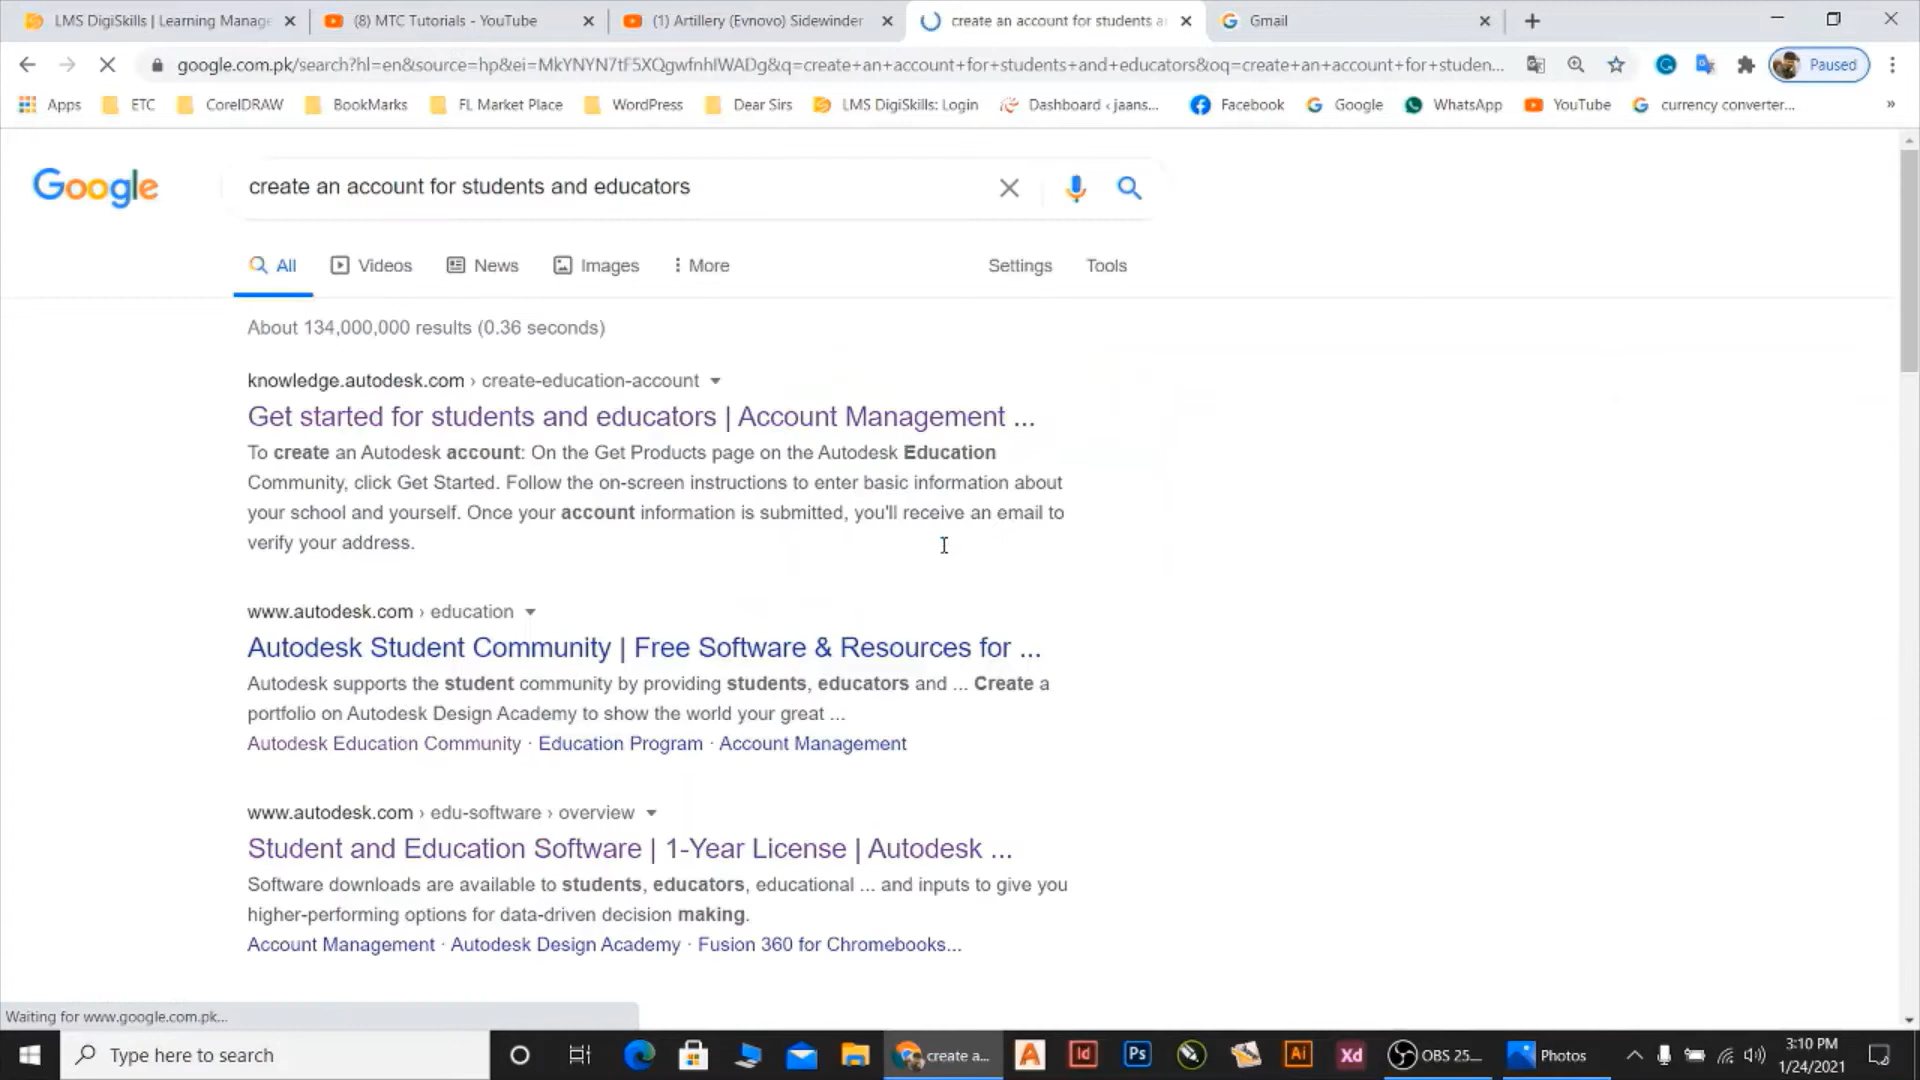 LMS DigiSkills | Learning Manage
(8) MTC Tutorials - YouTube
(1) Artillery (Evnovo) Sidewinder
create an account for students a
Gmail
google.com.pk/search?hl=en&source=hp&ei=MkYNYN7tF5XQgwfnhIWADg&q=create+an+account+for+students+and+educators&oq=create+an+account+for+studen...
Paused
Apps
ETC
CorelDRAW
BookMarks
FL Market Place
WordPress
Dear Sirs
LMS DigiSkills: Login
Dashboard ‹ jaans...
Facebook
Google
WhatsApp
YouTube
currency converter...
»
Google
create an account for students and educators
All
Videos
News
Images
More
Settings
Tools
About 134,000,000 results (0.36 seconds)
knowledge.autodesk.com › create-education-account
Get started for students and educators | Account Management ...
To create an Autodesk account: On the Get Products page on the Autodesk Education
Community, click Get Started. Follow the on-screen instructions to enter basic information about
your school and yourself. Once your account information is submitted, you'll receive an email to
verify your address.
www.autodesk.com › education
Autodesk Student Community | Free Software & Resources for ...
Autodesk supports the student community by providing students, educators and ... Create a
portfolio on Autodesk Design Academy to show the world your great ...
Autodesk Education Community · Education Program · Account Management
www.autodesk.com › edu-software › overview
Student and Education Software | 1-Year License | Autodesk ...
Software downloads are available to students, educators, educational ... and inputs to give you
higher-performing options for data-driven decision making.
Account Management · Autodesk Design Academy · Fusion 360 for Chromebooks...
Waiting for www.google.com.pk...
Type here to search
create a...
A
Id
Ps
Ai
Xd
OBS 25....
Photos
3:10 PM
1/24/2021